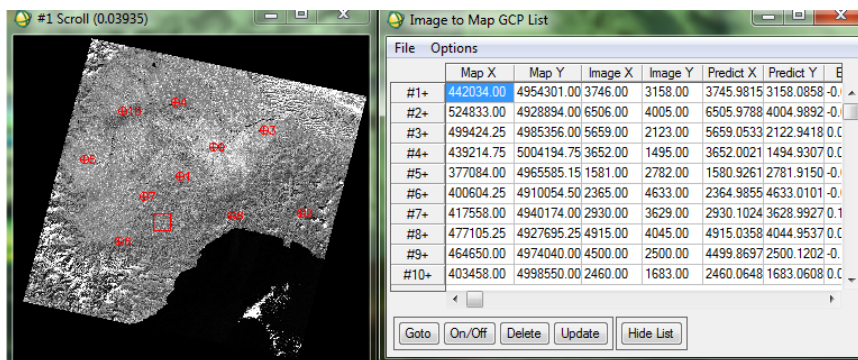 #1 Scroll (0.03935)
Image to Map GCP List
File Options
Map X Map Y Image X Image Y Predict X Predict Y E
#1+ 442034.00 4954301.00 3746.00 3158.00 3745.9815 3158.0858 -0.
#2+ 524833.00 4928894.00 6506.00 4005.00 6505.9788 4004.9892 -0.
#3+ 499424.25 4985356.00 5659.00 2123.00 5659.0533 2122.9418 0.0
#4+ 439214.75 5004194.75 3652.00 1495.00 3652.0021 1494.9307 0.0
#5+ 377084.00 4965585.15 1581.00 2782.00 1580.9261 2781.9150 -0.
#6+ 400604.25 4910054.50 2365.00 4633.00 2364.9855 4633.0101 -0.
#7+ 417558.25 4940174.00 2930.00 3629.00 2930.1024 3628.9927 0.1
#8+ 477105.25 4927695.25 4915.00 4045.00 4915.0358 4044.9537 0.0
#9+ 464650.00 4974040.00 4500.00 2500.00 4499.8697 2500.1202 -0.
#10+ 403458.00 4998550.00 2460.00 1683.00 2460.0648 1683.0608 0.0
Goto On/Off Delete Update Hide List